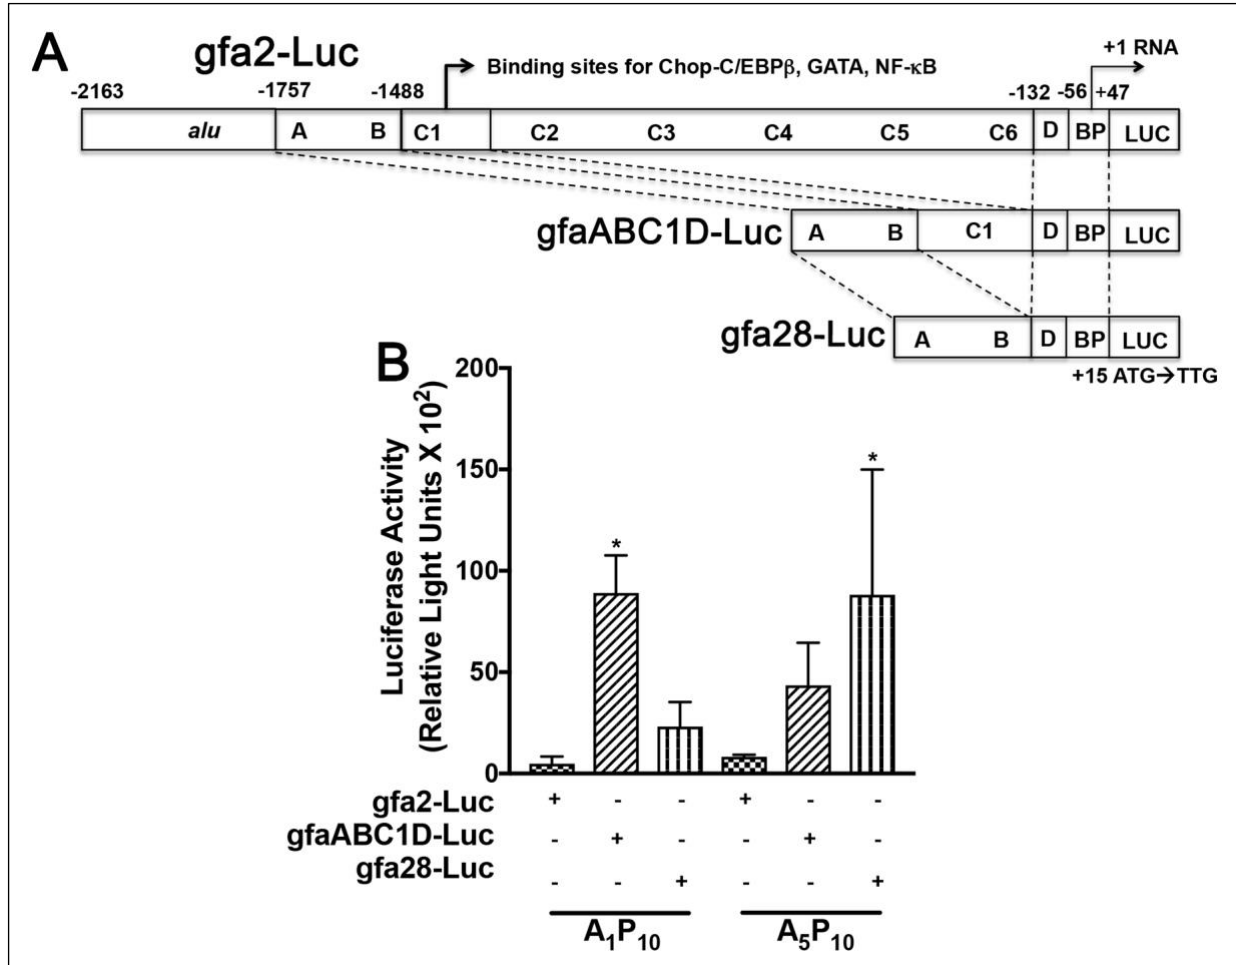 A
gfa2-Luc
+1 RNA
Binding sites for Chop-C/EBPβ, GATA, NF-κB
-2163 -1757 -1488 -132 -56 +47
alu A B C1 C2 C3 C4 C5 C6 D BP LUC
gfaABC1D-Luc A B C1 D BP LUC
gfa28-Luc A B D BP LUC
+15 ATG→TTG
B
Luciferase Activity
(Relative Light Units X 10²)
200
150
100
50
0
* *
gfa2-Luc + - - + - -
gfaABC1D-Luc - + - - + -
gfa28-Luc - - + - - +
A₁P₁₀ A₅P₁₀